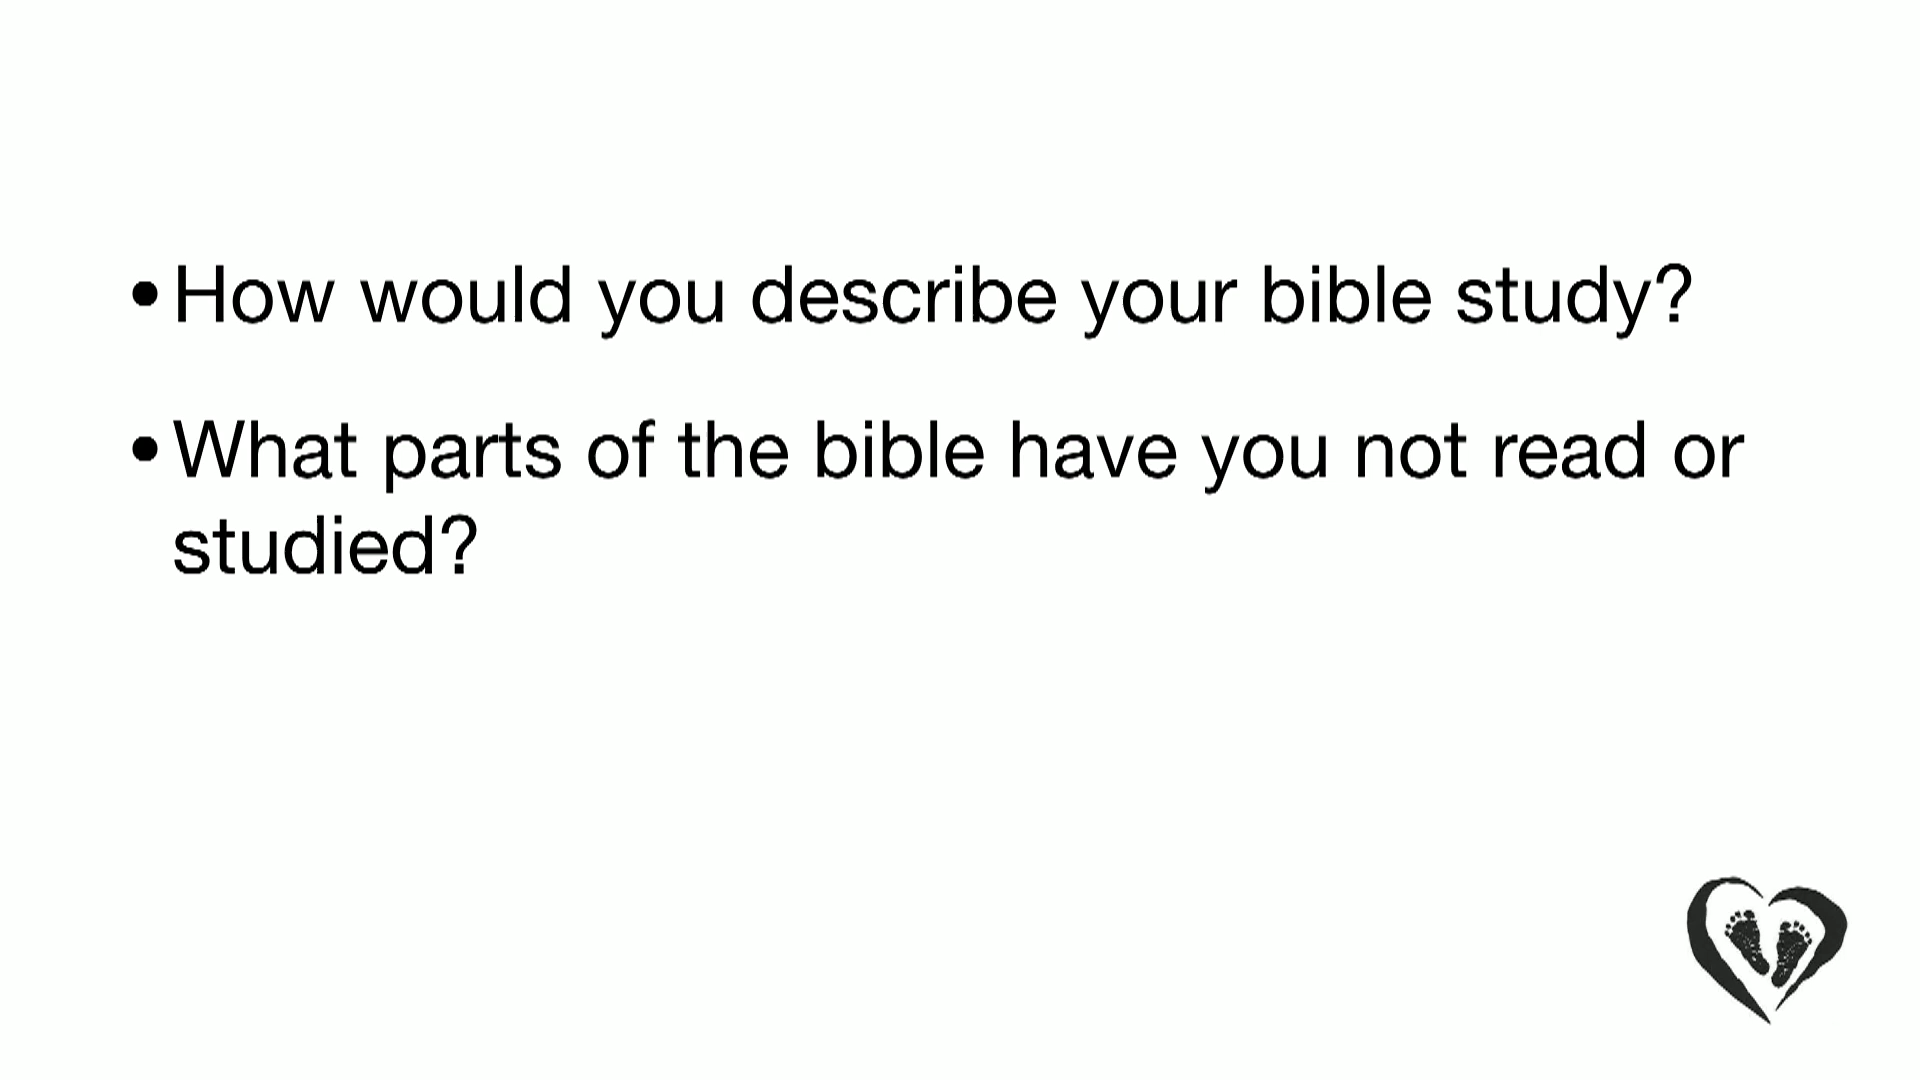 •How would you describe your bible study?
•What parts of the bible have you not read or
studied?